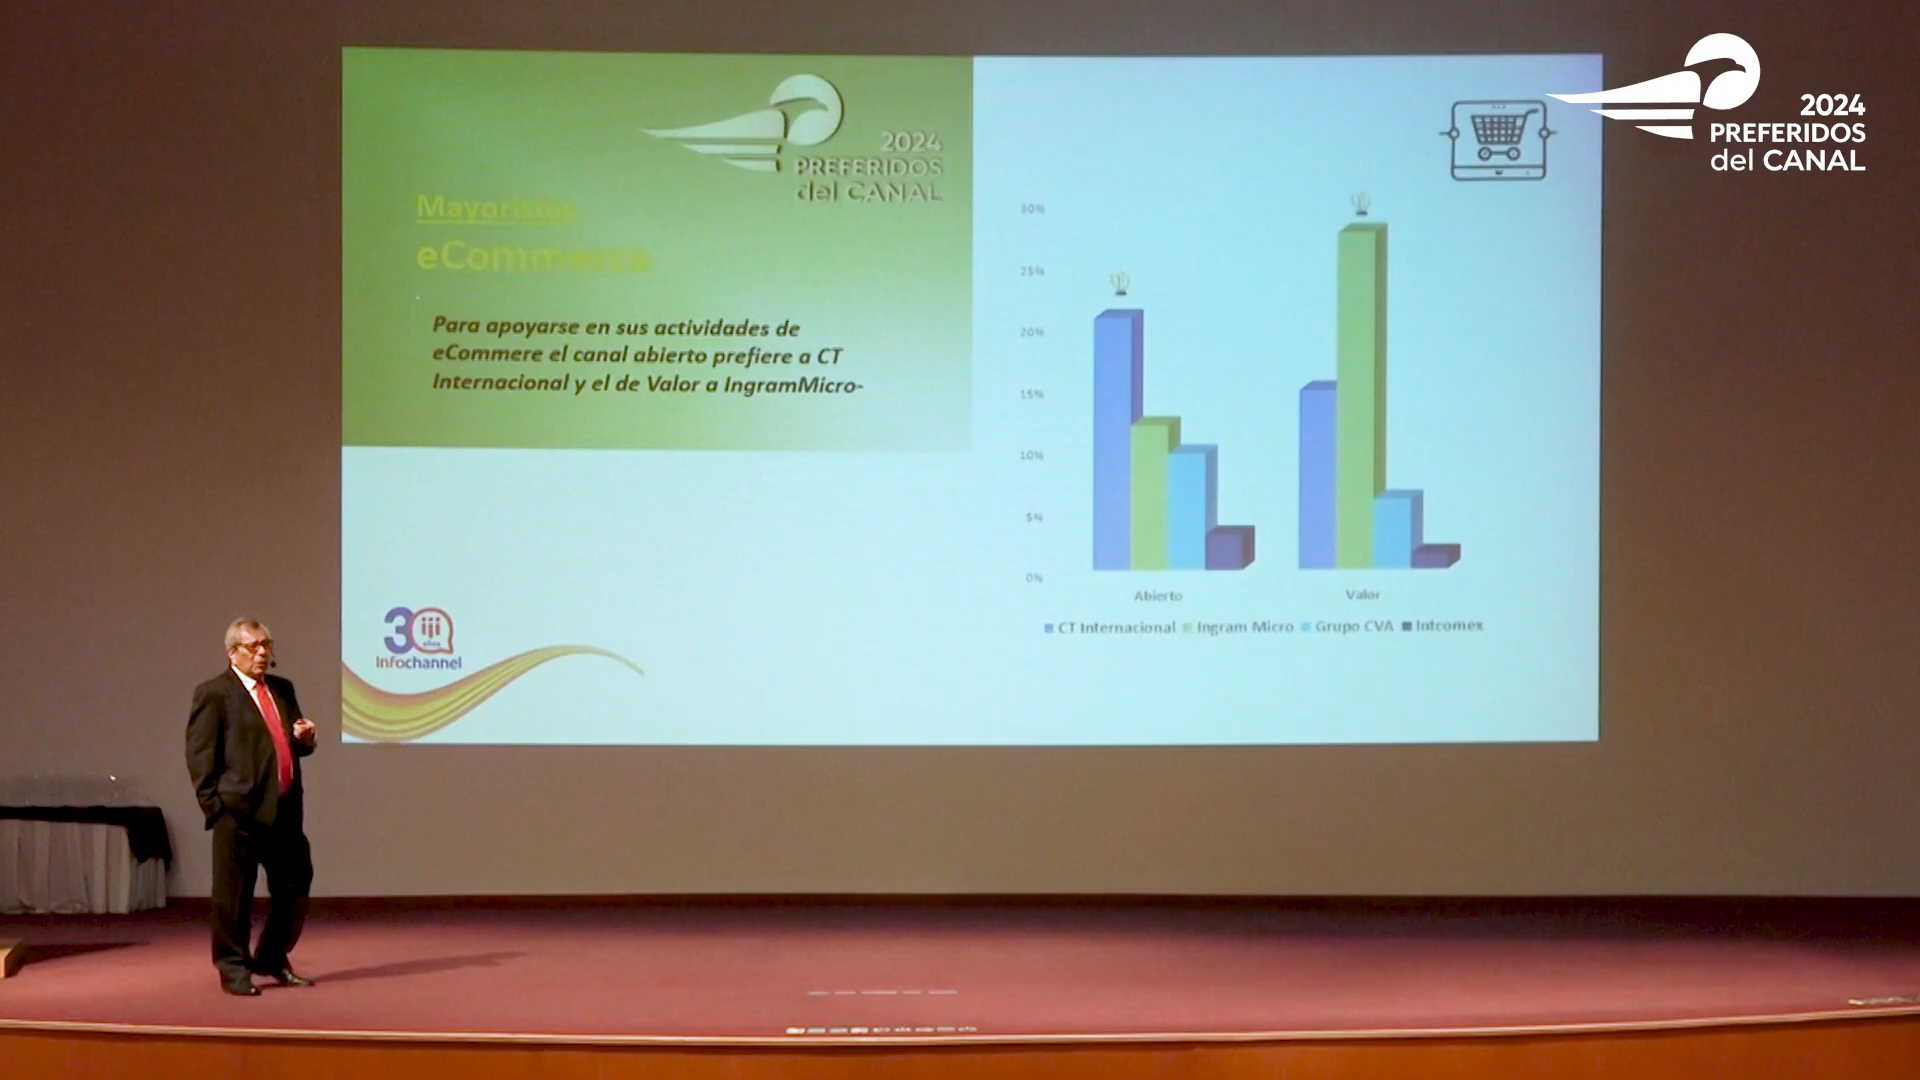 2024
PREFERIDOS
del CANAL
Mayoristas
eCommerce
Para apoyarse en sus actividades de
eCommere el canal abierto prefiere a CT
Internacional y el de Valor a IngramMicro-
30
años
Infochannel
30%
25%
20%
15%
10%
5%
0%
Abierto
Valor
CT Internacional Ingram Micro Grupo CVA Intcomex
2024
PREFERIDOS
del CANAL